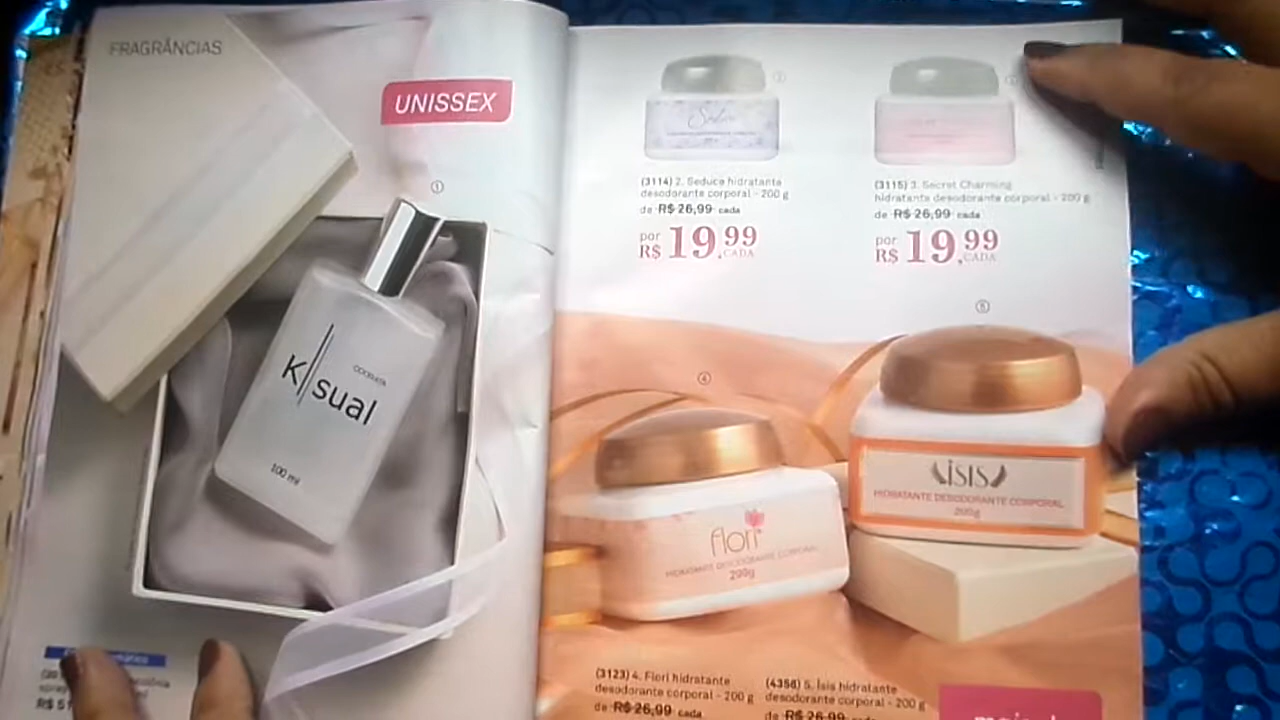 FRAGRÂNCIAS
UNISSEX
①
K||sual
100 ml
R$
②
Seduce
(3114) 2. Seduce hidratante
desodorante corporal - 200 g
de R$ 26,99 cada
por
R$ 19,99
CADA
(3115) 3. Secret Charming
hidratante desodorante corporal - 200 g
de R$ 26,99 cada
por
R$ 19,99
CADA
④
flori
HIDRATANTE DESODORANTE CORPORAL
200g
⑤
ISIS
HIDRATANTE DESODORANTE CORPORAL
200g
(3123) 4. Flori hidratante
desodorante corporal - 200 g
de R$ 26,99 cada
(4356) 5. Ísis hidratante
desodorante corporal - 200 g
de R$ 26,99 cada